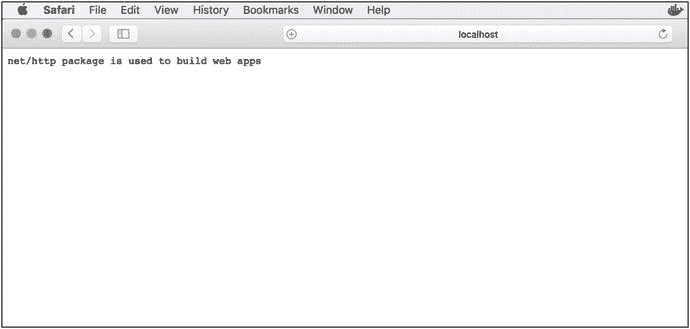 Safari File Edit View History Bookmarks Window Help
localhost
net/http package is used to build web apps